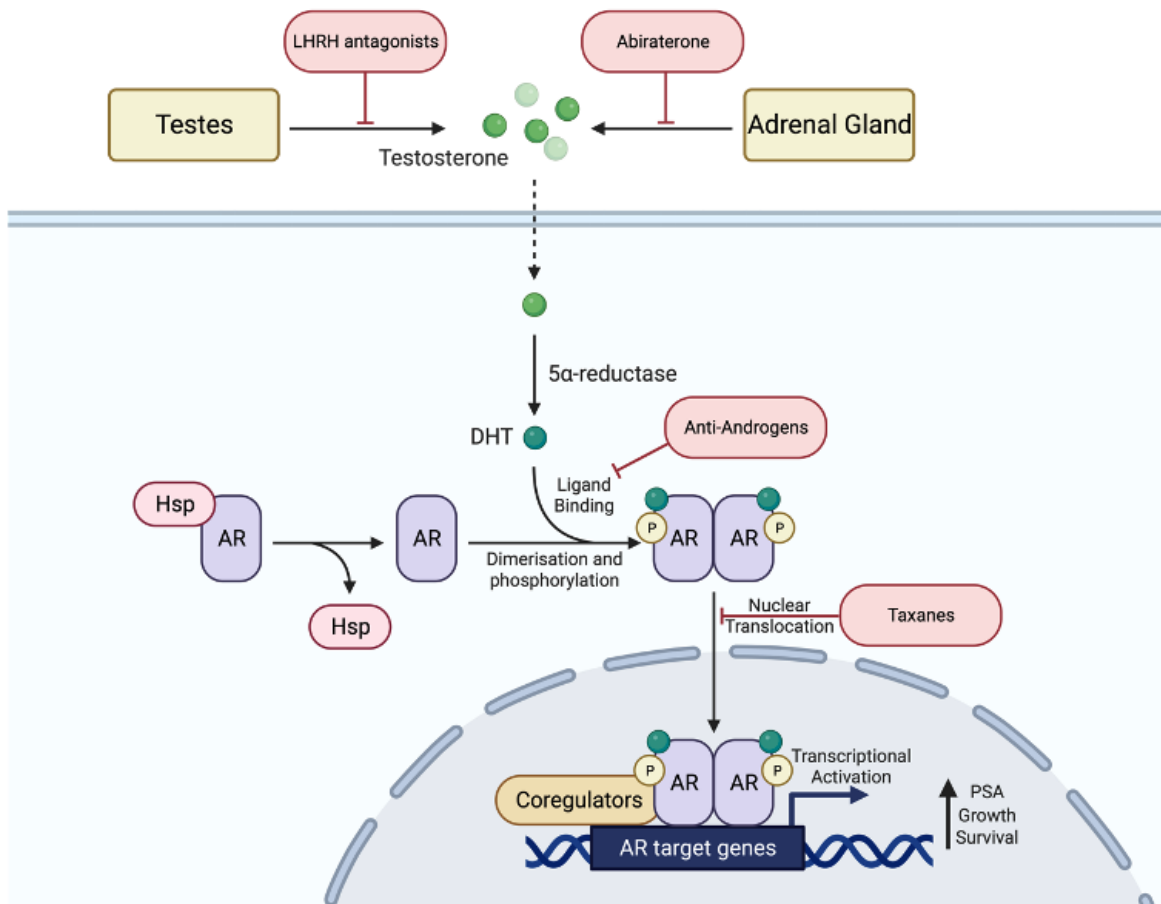 LHRH antagonists
Abiraterone
Testes
Adrenal Gland
Testosterone
5α-reductase
DHT
Anti-Androgens
Ligand
Binding
Hsp
AR
AR
AR
AR
P
P
Dimerisation and
phosphorylation
Hsp
Nuclear
Translocation
Taxanes
AR
AR
P
P
Transcriptional
Activation
Coregulators
PSA
Growth
Survival
AR target genes